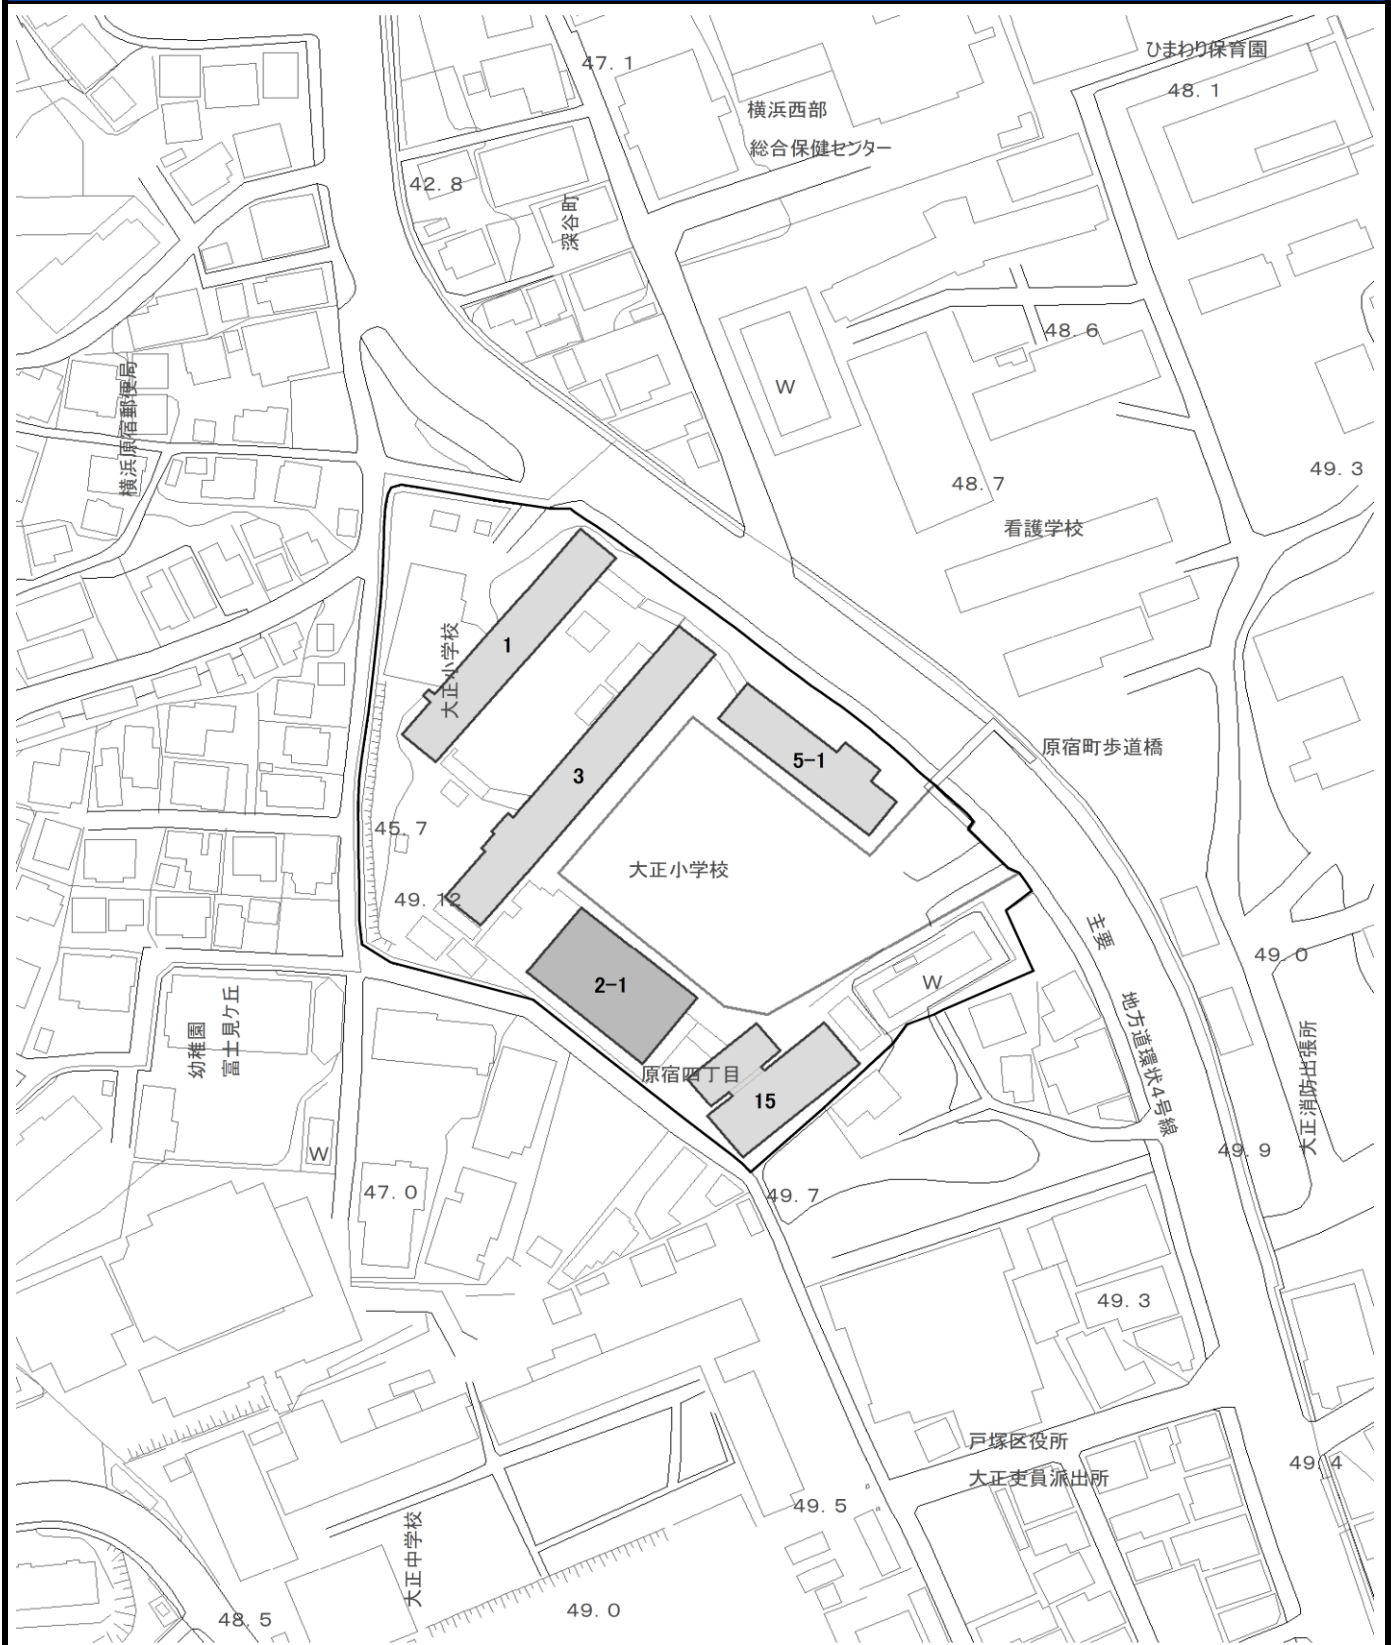 ひまわり保育園
47. 1
48. 1
横浜西部
総合保健センター
42. 8
深谷町
48. 6
W
横浜原宿郵便局
49. 3
48. 7
看護学校
1
大正小学校
原宿町歩道橋
5-1
3
45. 7
大正小学校
49. 12
主要
地方道環状4号線
49. 0
W
2-1
幼稚園
富士見ケ丘
原宿四丁目
15
大正消防出張所
W
49. 9
47. 0
49. 7
49. 3
戸塚区役所
大正吏員派出所
49. 4
49. 5
大正中学校
49. 0
48. 5